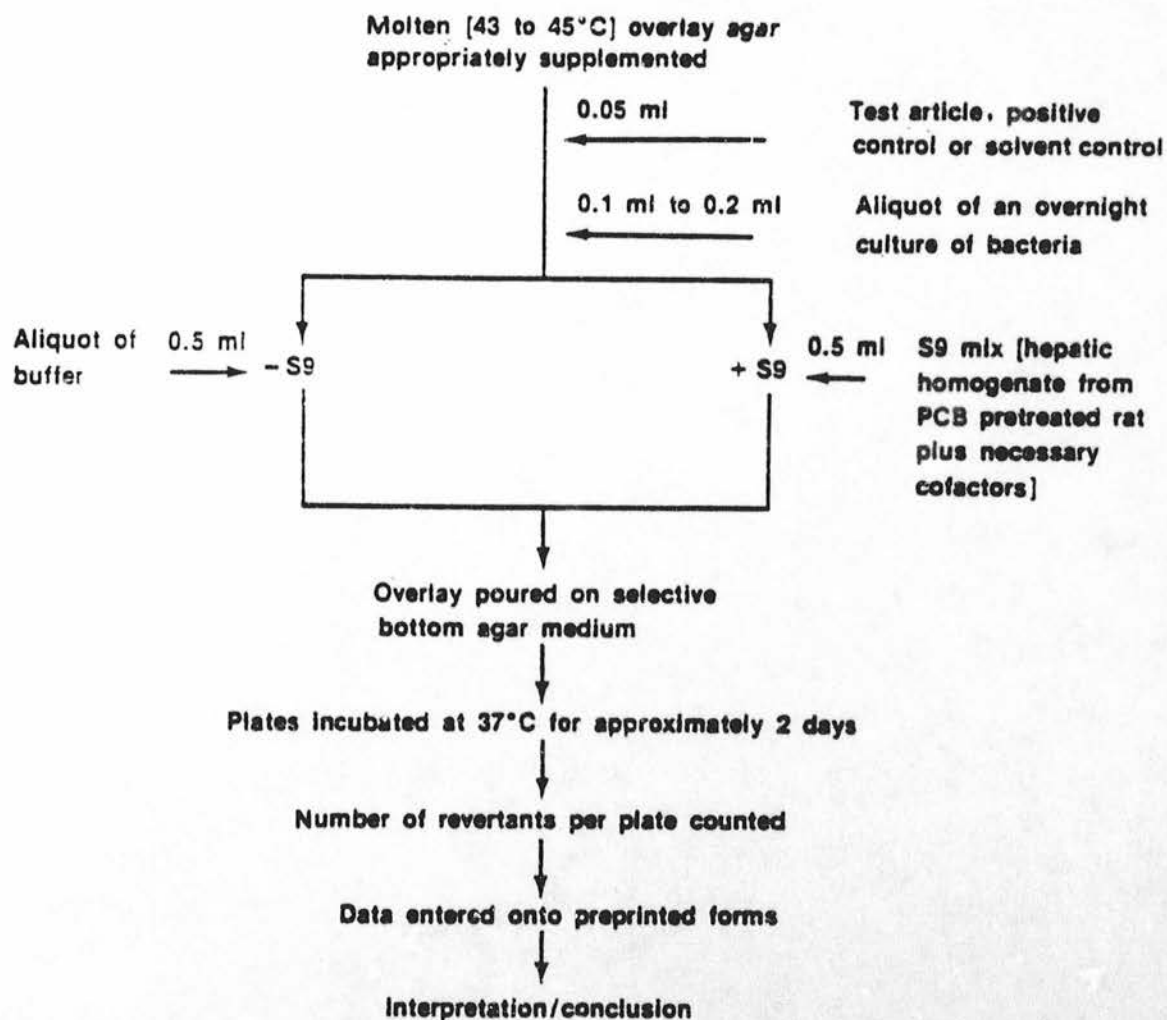 Molten [43 to 45°C] overlay agar
appropriately supplemented
0.05 ml
Test article, positive
control or solvent control
0.1 ml to 0.2 ml
Aliquot of an overnight
culture of bacteria
Aliquot of
buffer
0.5 ml
- S9
+ S9
0.5 ml
S9 mix [hepatic
homogenate from
PCB pretreated rat
plus necessary
cofactors]
Overlay poured on selective
bottom agar medium
Plates incubated at 37°C for approximately 2 days
Number of revertants per plate counted
Data entered onto preprinted forms
Interpretation/conclusion